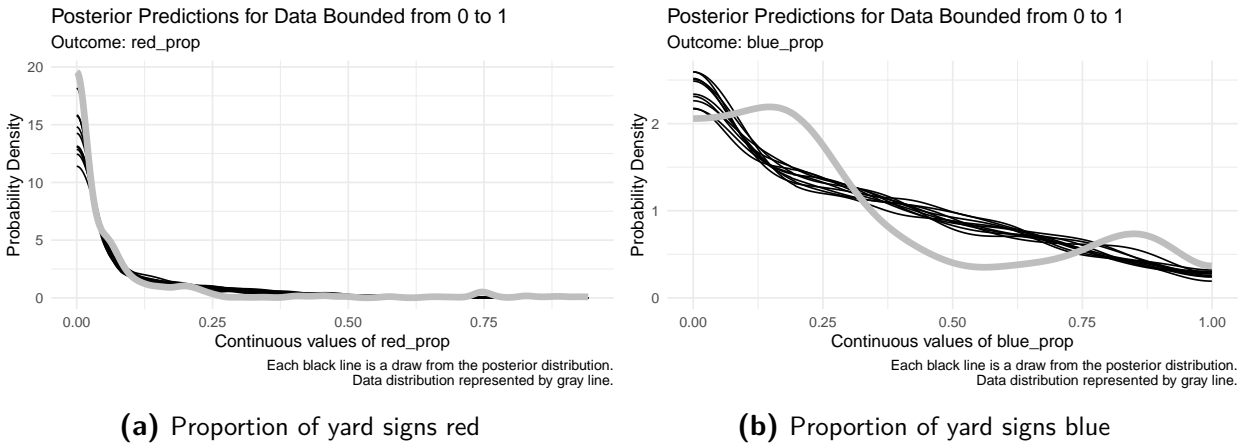 Posterior Predictions for Data Bounded from 0 to 1
Outcome: red_prop
20
15
10
5
0
Probability Density
0.00 0.25 0.50 0.75
Continuous values of red_prop
Each black line is a draw from the posterior distribution.
Data distribution represented by gray line.
(a) Proportion of yard signs red
Posterior Predictions for Data Bounded from 0 to 1
Outcome: blue_prop
2
1
0
Probability Density
0.00 0.25 0.50 0.75 1.00
Continuous values of blue_prop
Each black line is a draw from the posterior distribution.
Data distribution represented by gray line.
(b) Proportion of yard signs blue